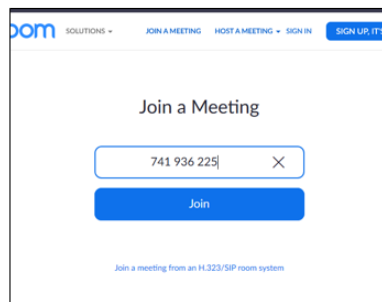 oom SOLUTIONS JOIN A MEETING HOST A MEETING SIGN IN SIGN UP, IT'S
Join a Meeting
741 936 225
Join
Join a meeting from an H.323/SIP room system